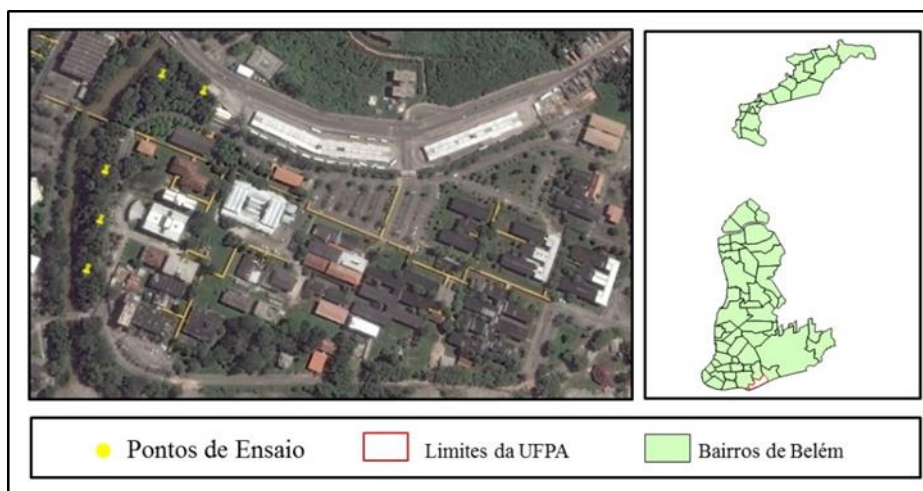 Pontos de Ensaio
Limites da UFPA
Bairros de Belém